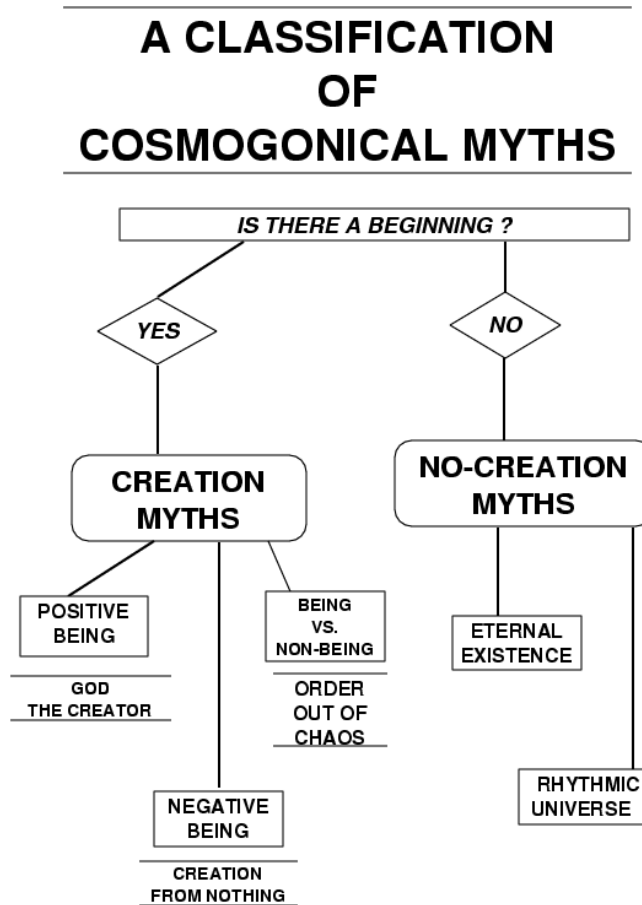 A CLASSIFICATION
OF
COSMOGONICAL MYTHS
IS THERE A BEGINNING ?
YES
NO
CREATION
MYTHS
NO-CREATION
MYTHS
POSITIVE
BEING
GOD
THE CREATOR
BEING
VS.
NON-BEING
ORDER
OUT OF
CHAOS
ETERNAL
EXISTENCE
NEGATIVE
BEING
CREATION
FROM NOTHING
RHYTHMIC
UNIVERSE